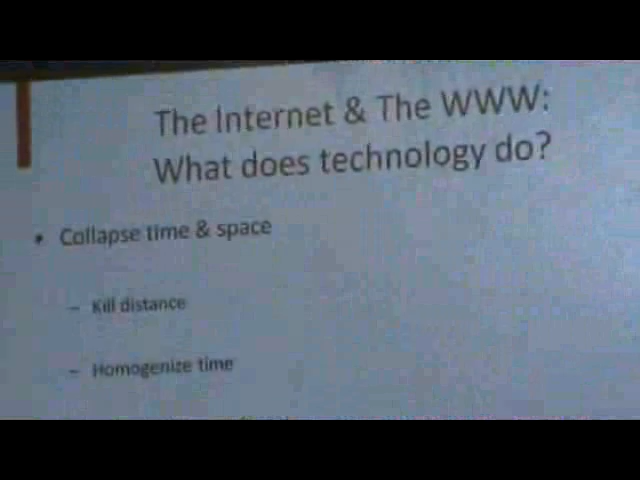 The Internet & The WWW:
What does technology do?
• Collapse time & space
– Kill distance
– Homogenize time